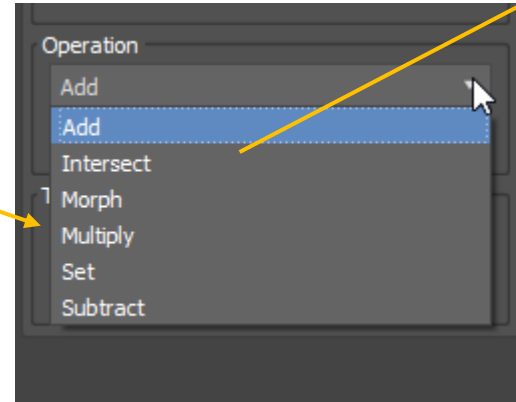 Operation
Add
Add
Intersect
T
Morph
Multiply
Set
Subtract